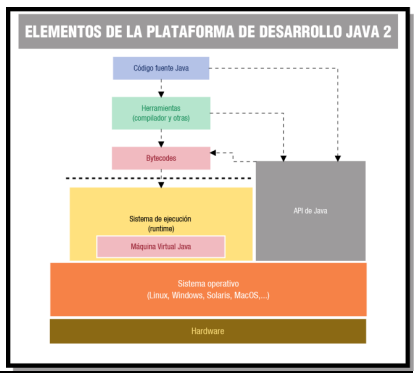 ELEMENTOS DE LA PLATAFORMA DE DESARROLLO JAVA 2
Código fuente Java
Herramientas
(compilador y otras)
Bytecodes
Sistema de ejecución
(runtime)
Máquina Virtual Java
API de Java
Sistema operativo
(Linux, Windows, Solaris, MacOS,...)
Hardware